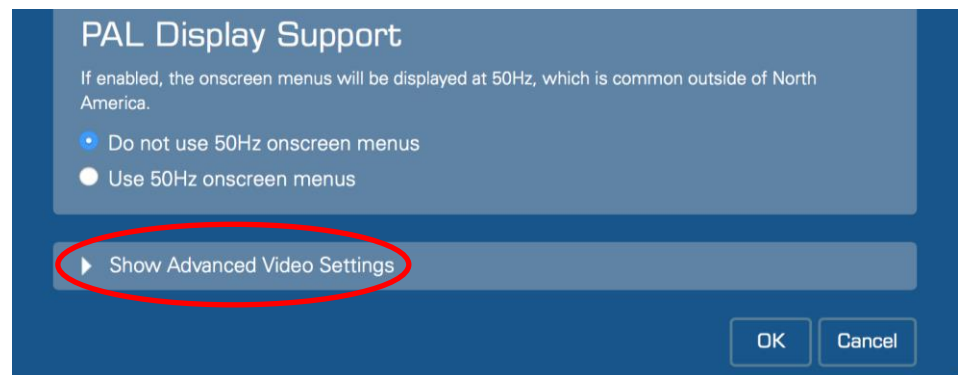 PAL Display Support
If enabled, the onscreen menus will be displayed at 50Hz, which is common outside of North
America.
Do not use 50Hz onscreen menus
Use 50Hz onscreen menus
Show Advanced Video Settings
OK Cancel